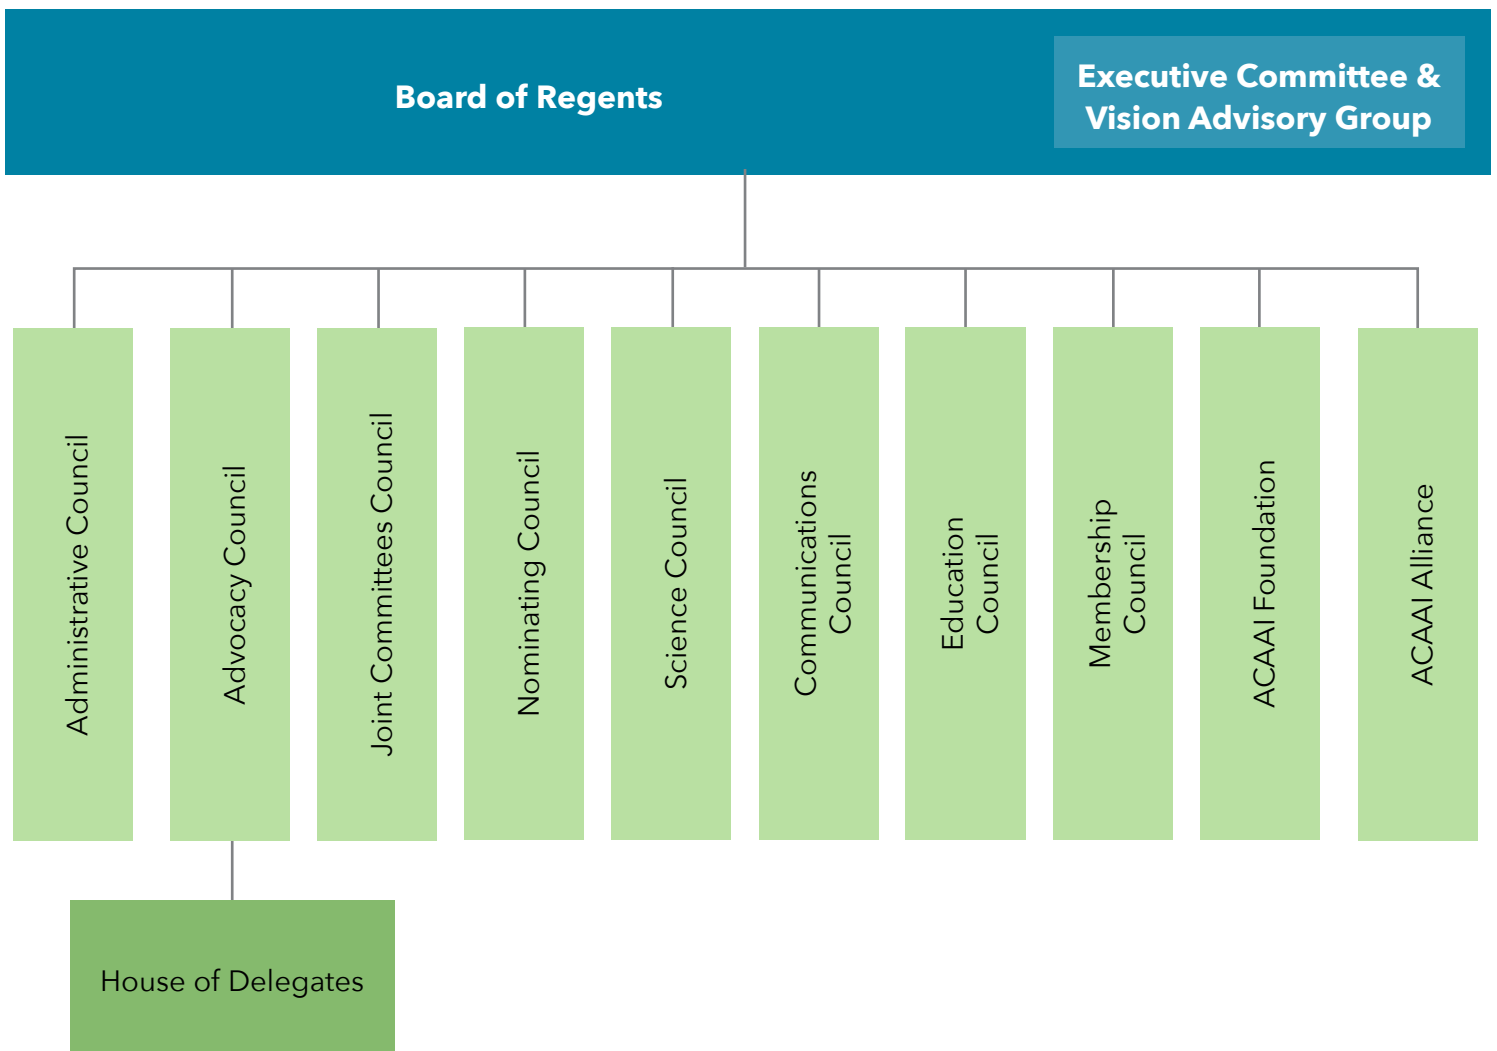 Board of Regents
Executive Committee &
Vision Advisory Group
Administrative Council
Advocacy Council
Joint Committees Council
Nominating Council
Science Council
Communications
Council
Education
Council
Membership
Council
ACAAI Foundation
ACAAI Alliance
House of Delegates